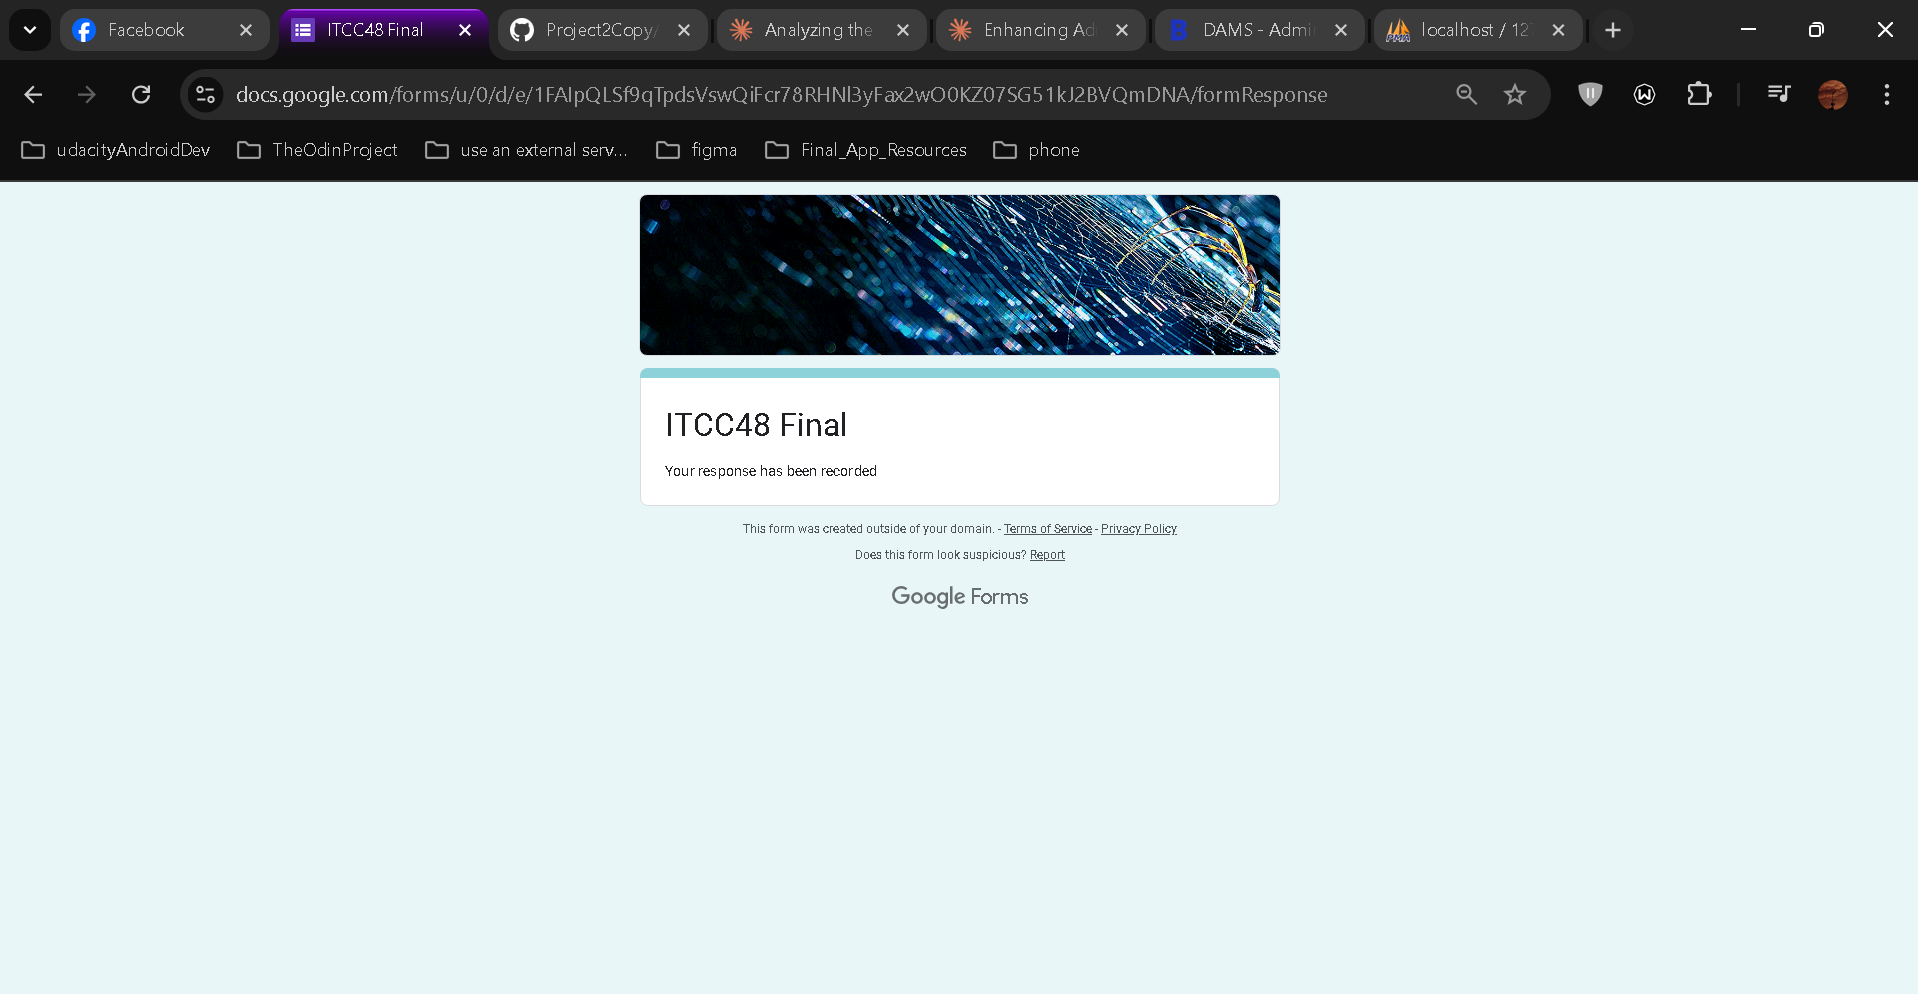 Facebook
ITCC48 Final
Project2Copy/
Analyzing the
Enhancing Ad
DAMS - Admi
localhost / 127
docs.google.com/forms/u/0/d/e/1FAIpQLSf9qTpdsVswQiFcr78RHNl3yFax2wO0KZ07SG51kJ2BVQmDNA/formResponse
udacityAndroidDev
TheOdinProject
use an external serv...
figma
Final_App_Resources
phone
ITCC48 Final
Your response has been recorded
This form was created outside of your domain. - Terms of Service - Privacy Policy
Does this form look suspicious? Report
Google Forms